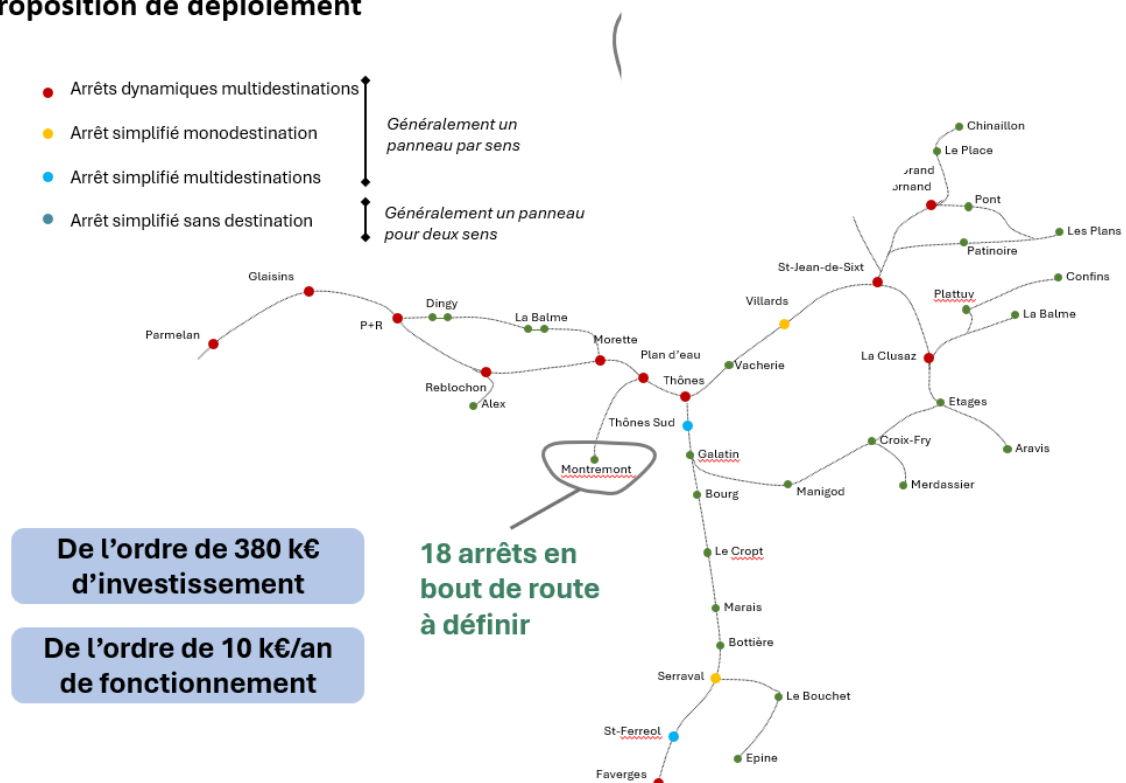 roposition de déploiement
Arrêts dynamiques multidestinations
Arrêt simplifié monodestination
Arrêt simplifié multidestinations
Arrêt simplifié sans destination
Généralement un
panneau par sens
Généralement un panneau
pour deux sens
Chinaillon
Le Place
rand
ornand
Pont
Les Plans
Patinoire
St-Jean-de-Sixt
Confins
Plattuy
La Balme
Villards
La Clusaz
Glaisins
Parmelan
P+R
Dingy
La Balme
Morette
Plan d'eau
Reblochon
Alex
Thônes
Vacherie
Thônes Sud
Etages
Croix-Fry
Aravis
Galatin
Montremont
Manigod
Merdassier
Bourg
Le Cropt
Marais
Bottière
Serraval
Le Bouchet
St-Ferreol
Epine
Faverges
De l'ordre de 380 k€
d'investissement
De l'ordre de 10 k€/an
de fonctionnement
18 arrêts en
bout de route
à définir